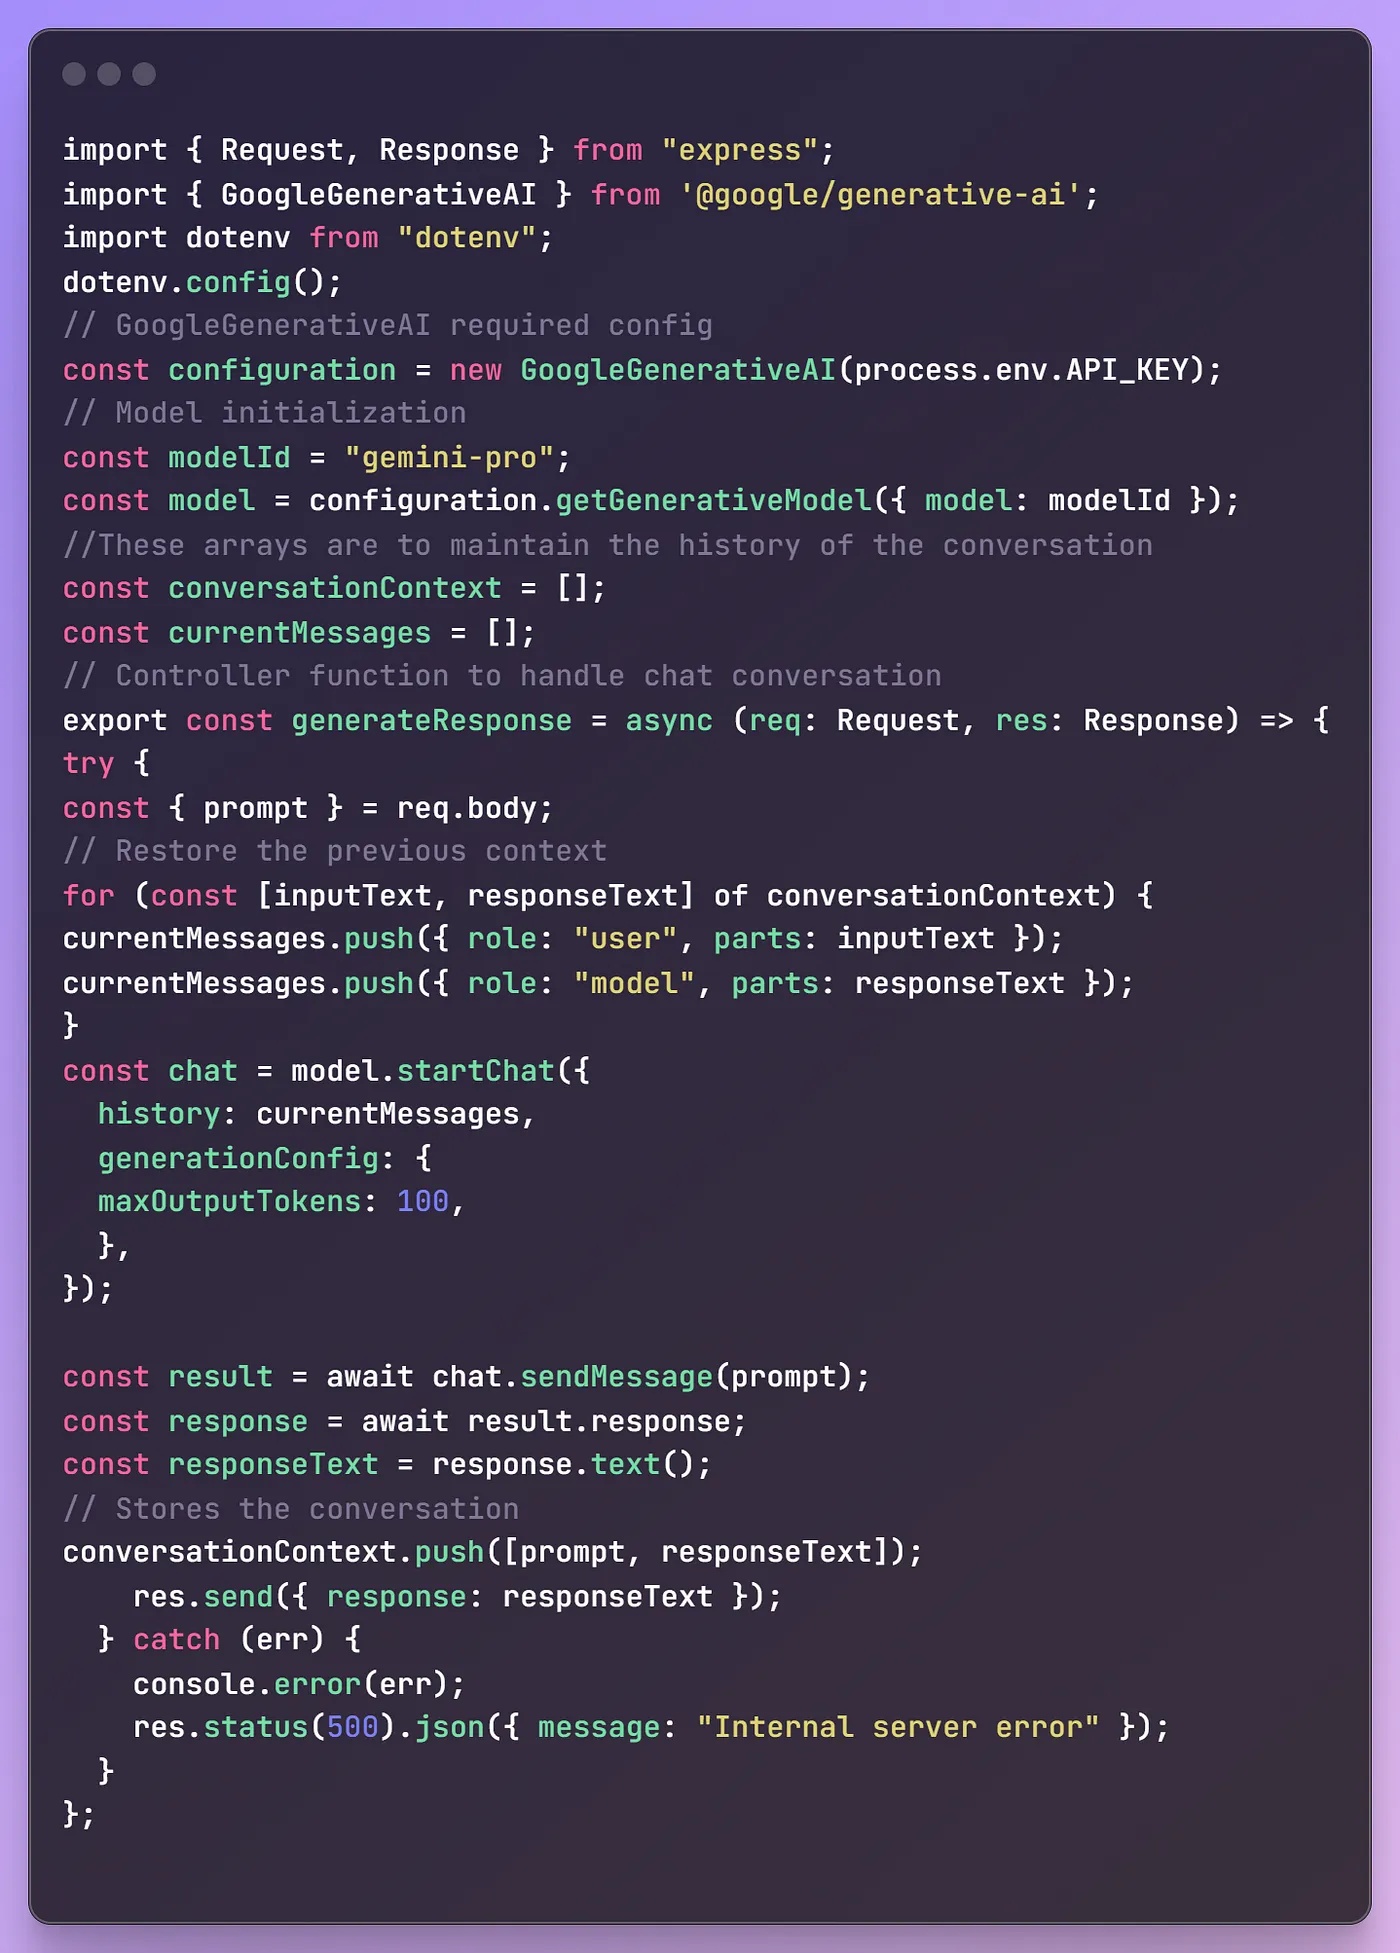 import { Request, Response } from "express";
import { GoogleGenerativeAI } from '@google/generative-ai';
import dotenv from "dotenv";
dotenv.config();
// GoogleGenerativeAI required config
const configuration = new GoogleGenerativeAI(process.env.API_KEY);
// Model initialization
const modelId = "gemini-pro";
const model = configuration.getGenerativeModel({ model: modelId });
//These arrays are to maintain the history of the conversation
const conversationContext = [];
const currentMessages = [];
// Controller function to handle chat conversation
export const generateResponse = async (req: Request, res: Response) => {
try {
const { prompt } = req.body;
// Restore the previous context
for (const [inputText, responseText] of conversationContext) {
currentMessages.push({ role: "user", parts: inputText });
currentMessages.push({ role: "model", parts: responseText });
}
const chat = model.startChat({
  history: currentMessages,
  generationConfig: {
  maxOutputTokens: 100,
  },
});

const result = await chat.sendMessage(prompt);
const response = await result.response;
const responseText = response.text();
// Stores the conversation
conversationContext.push([prompt, responseText]);
    res.send({ response: responseText });
  } catch (err) {
    console.error(err);
    res.status(500).json({ message: "Internal server error" });
  }
};